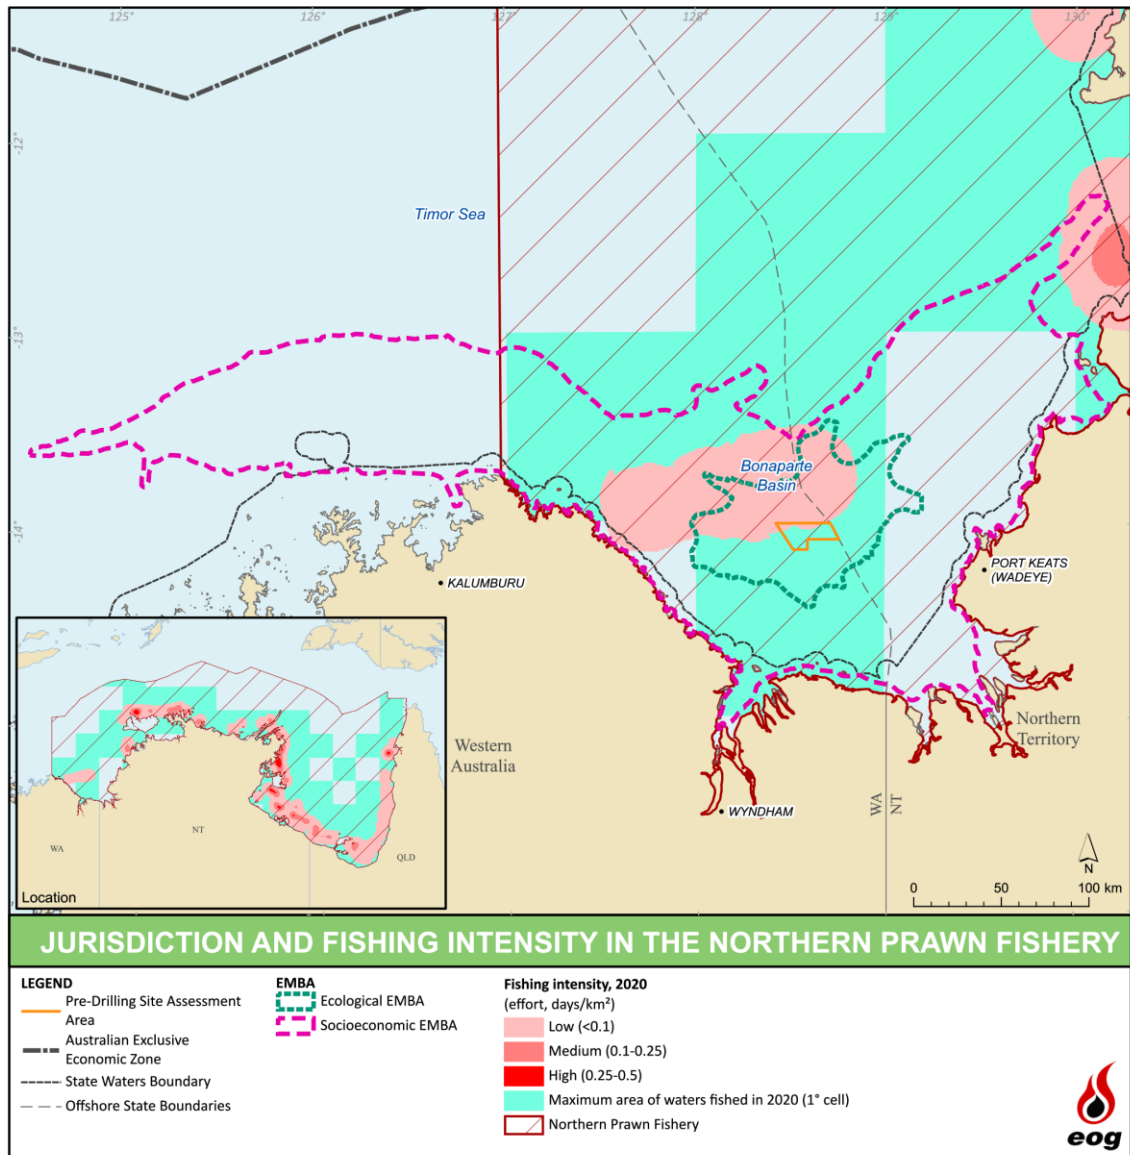 125°
126°
127°
128°
129°
130°
-12°
Timor Sea
-13°
Bonaparte
Basin
-14°
KALUMBURU
PORT KEATS
(WADEYE)
Western
Australia
Northern
Territory
WA
NT
WYNDHAM
NT
WA
QLD
Location
N
0 50 100 km
JURISDICTION AND FISHING INTENSITY IN THE NORTHERN PRAWN FISHERY
LEGEND
Pre-Drilling Site Assessment
Area
Australian Exclusive
Economic Zone
State Waters Boundary
Offshore State Boundaries
EMBA
Ecological EMBA
Socioeconomic EMBA
Fishing intensity, 2020
(effort, days/km²)
Low (<0.1)
Medium (0.1-0.25)
High (0.25-0.5)
Maximum area of waters fished in 2020 (1° cell)
Northern Prawn Fishery
eog